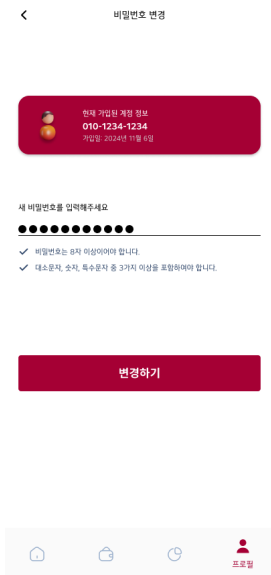 비밀번호 변경
현재 가입된 계정 정보
010-1234-1234
가입일: 2024년 11월 6일
새 비밀번호를 입력해주세요
●●●●●●●●●●●
비밀번호는 8자 이상이어야 합니다.
대소문자, 숫자, 특수문자 중 3가지 이상을 포함하여야 합니다.
변경하기
프로필